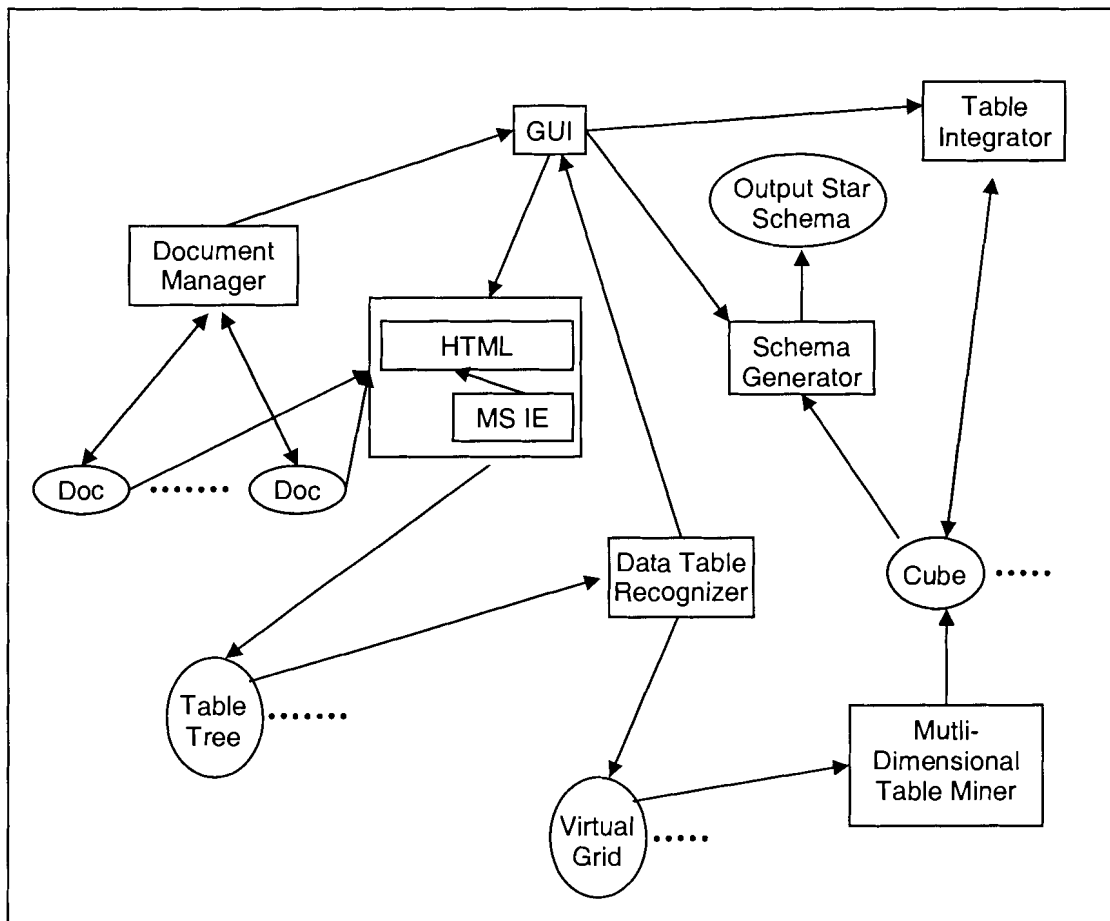 GUI
Table
Integrator
Output Star
Schema
Document
Manager
HTML
MS IE
Schema
Generator
Doc
Doc
Data Table
Recognizer
Cube
Table
Tree
Mutli-
Dimensional
Table Miner
Virtual
Grid